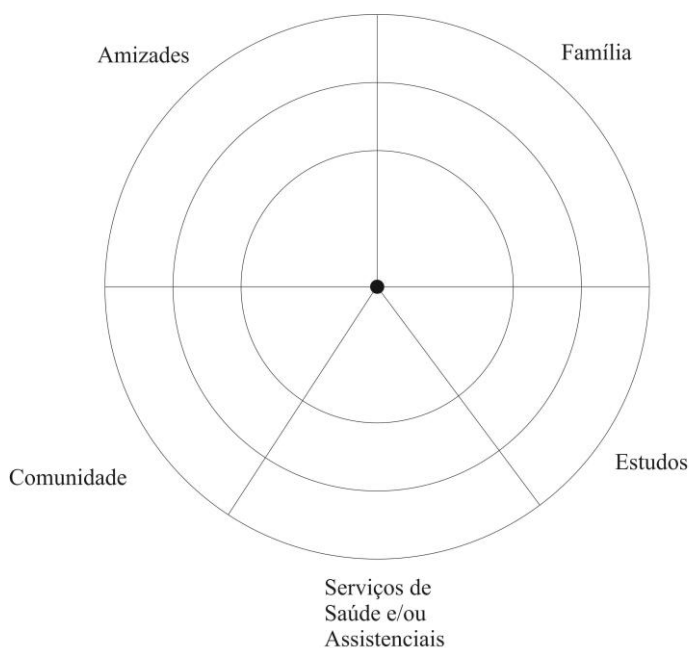 Amizades
Família
Comunidade
Estudos
Serviços de
Saúde e/ou
Assistenciais